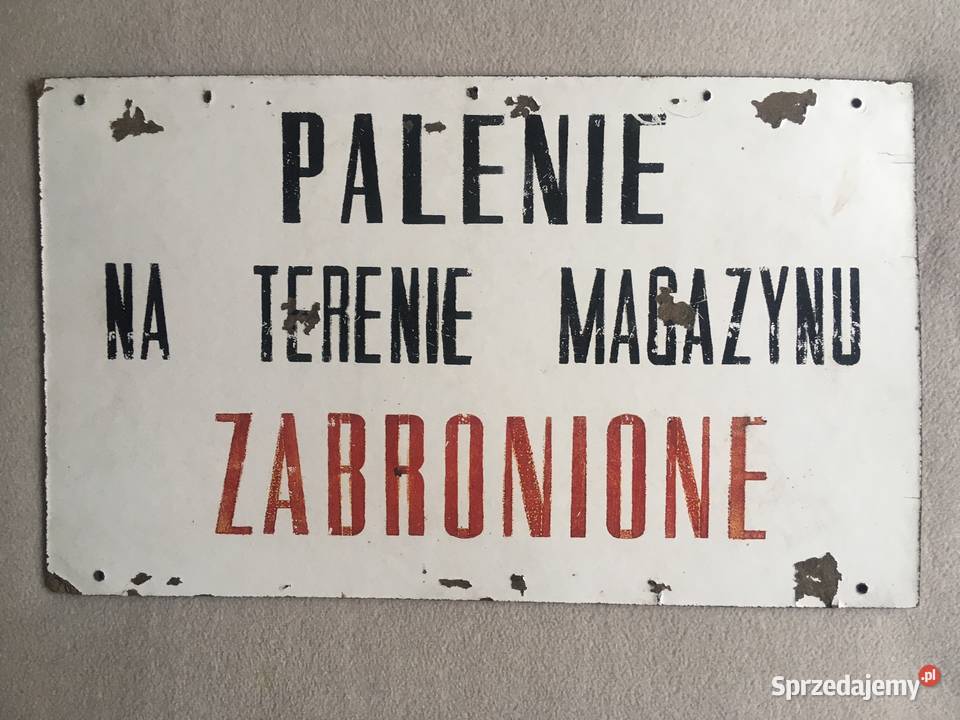 PALENIE
NA TERENIE MAGAZYNU
ZABRONIONE
Sprzedajemy.pl